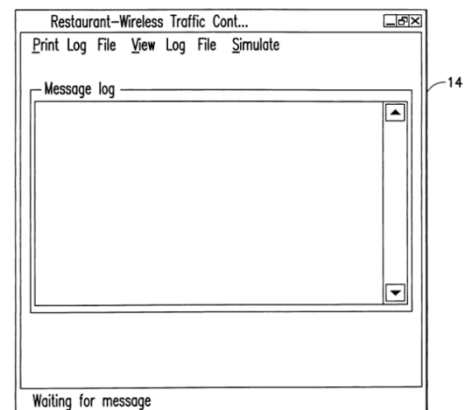 Restaurant-Wireless Traffic Cont...
Print Log File View Log File Simulate
Message log
14
Waiting for message